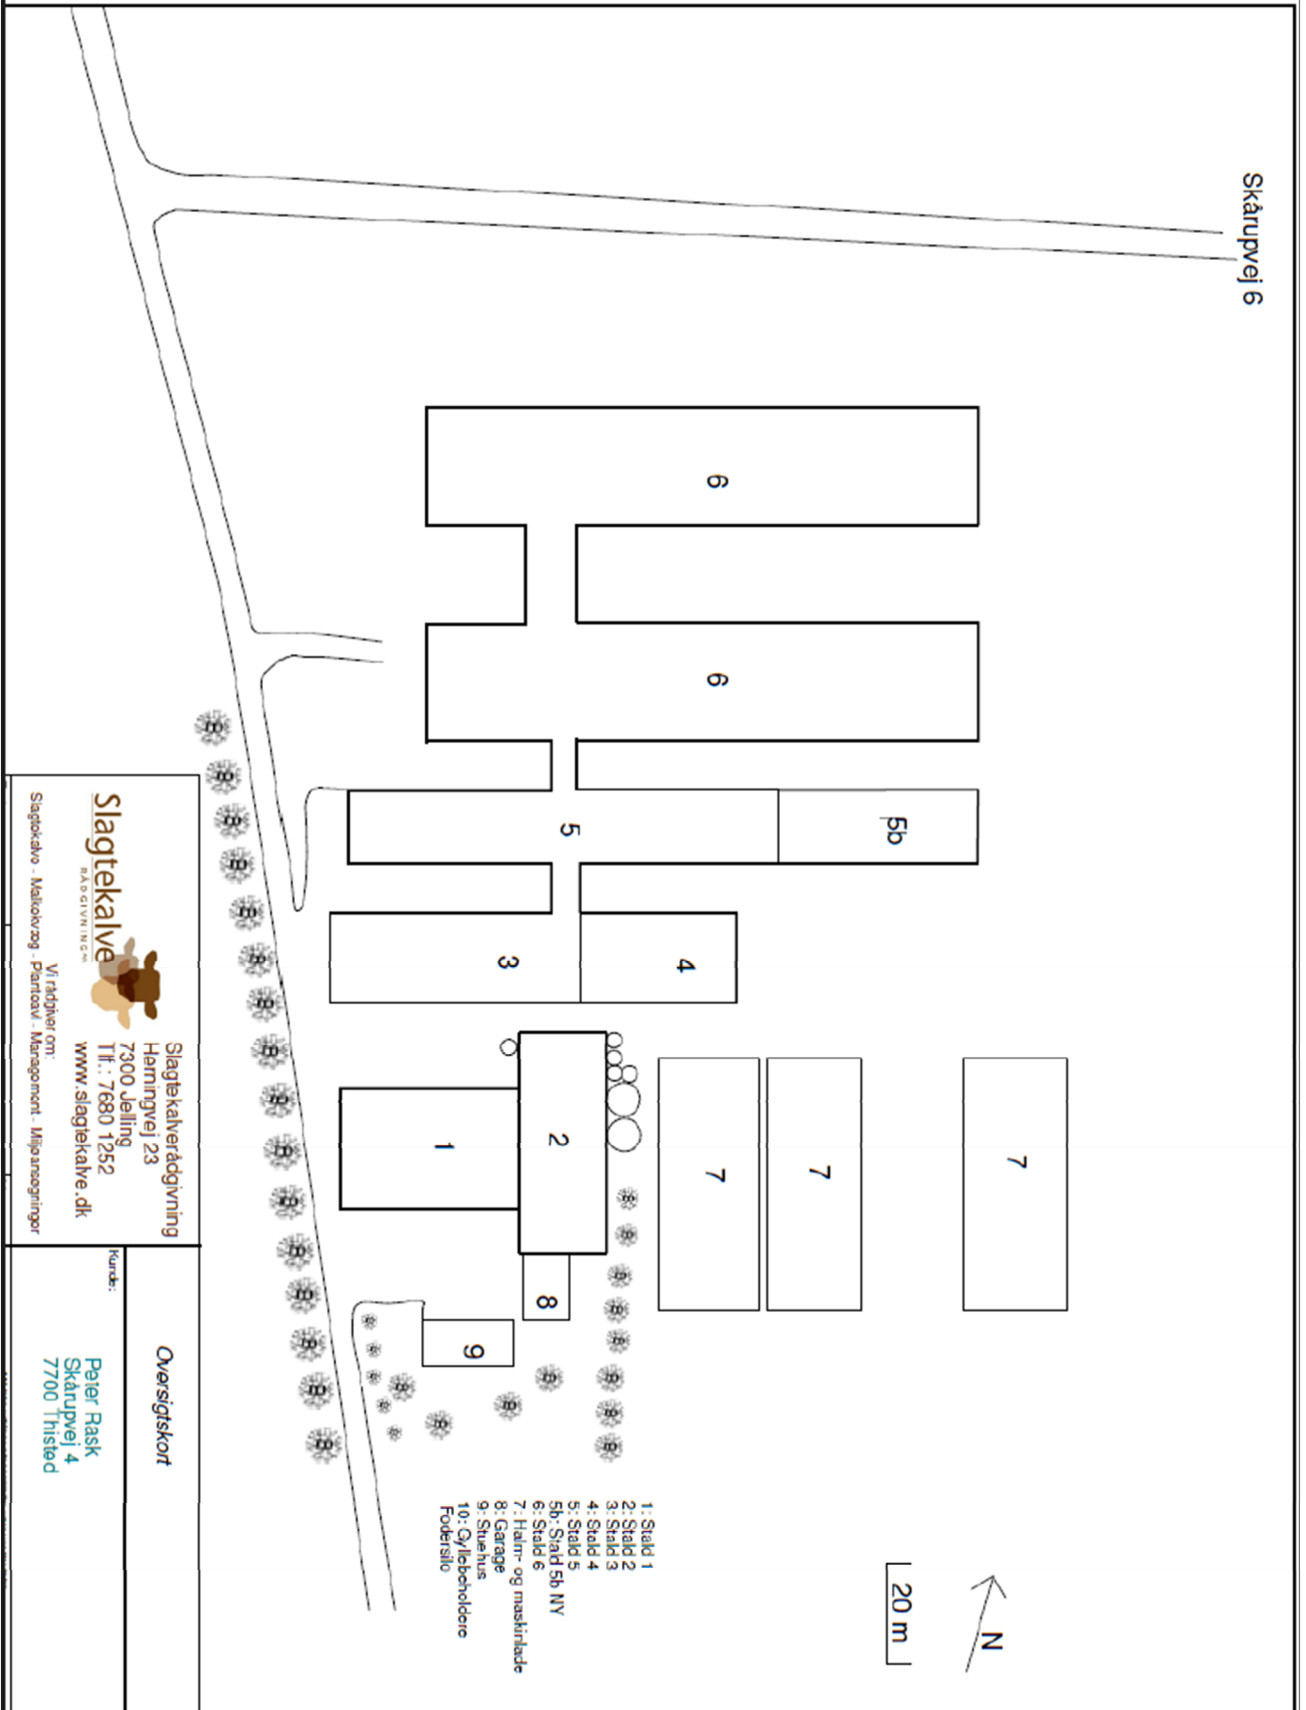 Skårupvej 6
6
6
5
5b
3
4
1
2
7
7
7
8
9
1: Stald 1
2: Stald 2
3: Stald 3
4: Stald 4
5: Stald 5
5b: Stald 5b NY
6: Stald 6
7: Halm- og maskinlade
8: Garage
9: Stuehus
10: Gyllebeholdere
Fodersilo
N
20 m
Slagtekalve
RÅDGIVNING
Slagtekalverådgivning
Herningvej 23
7300 Jelling
Tlf.: 7680 1252
www.slagtekalve.dk
Vi rådgiver om:
Slagtekalve - Malkekvæg - Planteavl - Management - Miljøansøgninger
Oversigtskort
Kunde:
Peter Rask
Skårupvej 4
7700 Thisted